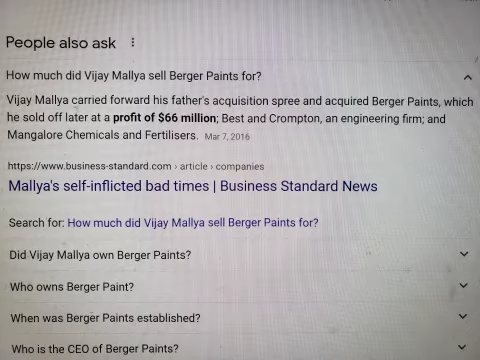 People also ask
How much did Vijay Mallya sell Berger Paints for?
Vijay Mallya carried forward his father's acquisition spree and acquired Berger Paints, which
he sold off later at a profit of $66 million; Best and Crompton, an engineering firm; and
Mangalore Chemicals and Fertilisers. Mar 7, 2016
https://www.business-standard.com › article › companies
Mallya's self-inflicted bad times | Business Standard News
Search for: How much did Vijay Mallya sell Berger Paints for?
Did Vijay Mallya own Berger Paints?
Who owns Berger Paint?
When was Berger Paints established?
Who is the CEO of Berger Paints?